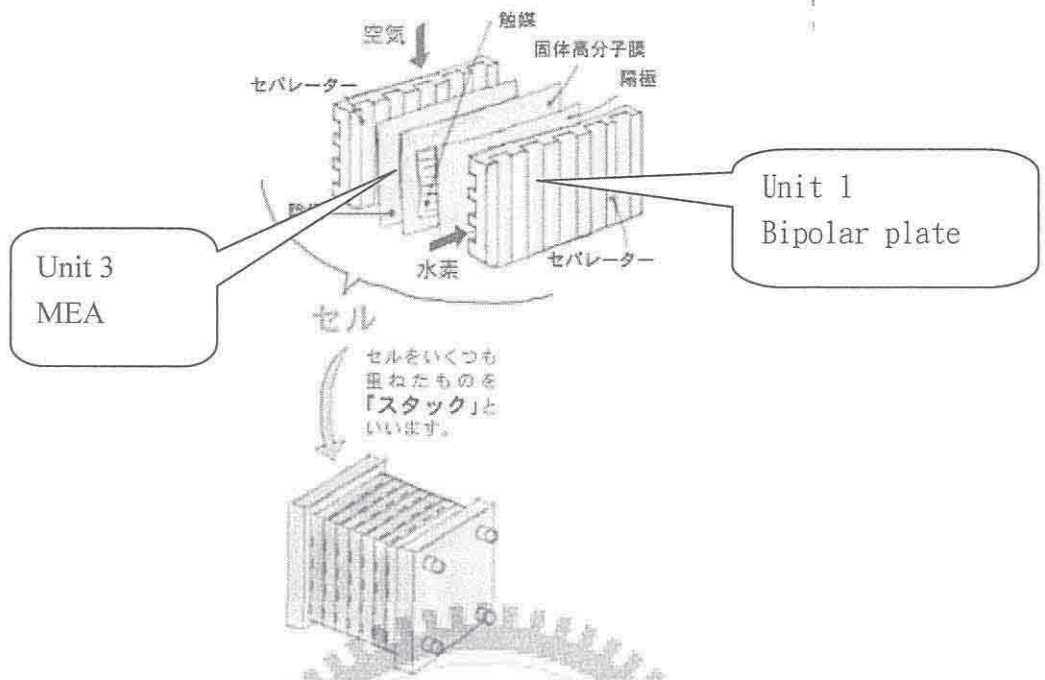 触媒
空気
固体高分子膜
セパレーター
陽極
Unit 1
Bipolar plate
Unit 3
MEA
水素
セパレーター
セル
セルをいくつも
重ねたものを
「スタック」と
いいます。